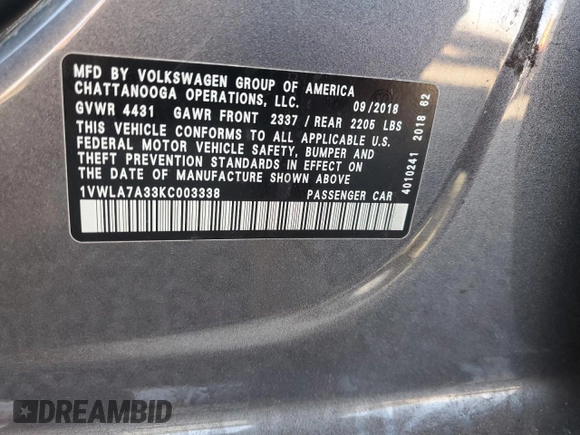 MFD BY VOLKSWAGEN GROUP OF AMERICA
CHATTANOOGA OPERATIONS, LLC. 09/2018
GVWR 4431 GAWR FRONT 2337 / REAR 2205 LBS
THIS VEHICLE CONFORMS TO ALL APPLICABLE U.S.
FEDERAL MOTOR VEHICLE SAFETY, BUMPER AND
THEFT PREVENTION STANDARDS IN EFFECT ON
THE DATE OF MANUFACTURE SHOWN ABOVE.
1VWLA7A33KC003338 PASSENGER CAR
4010241 2018 62
DREAMBID